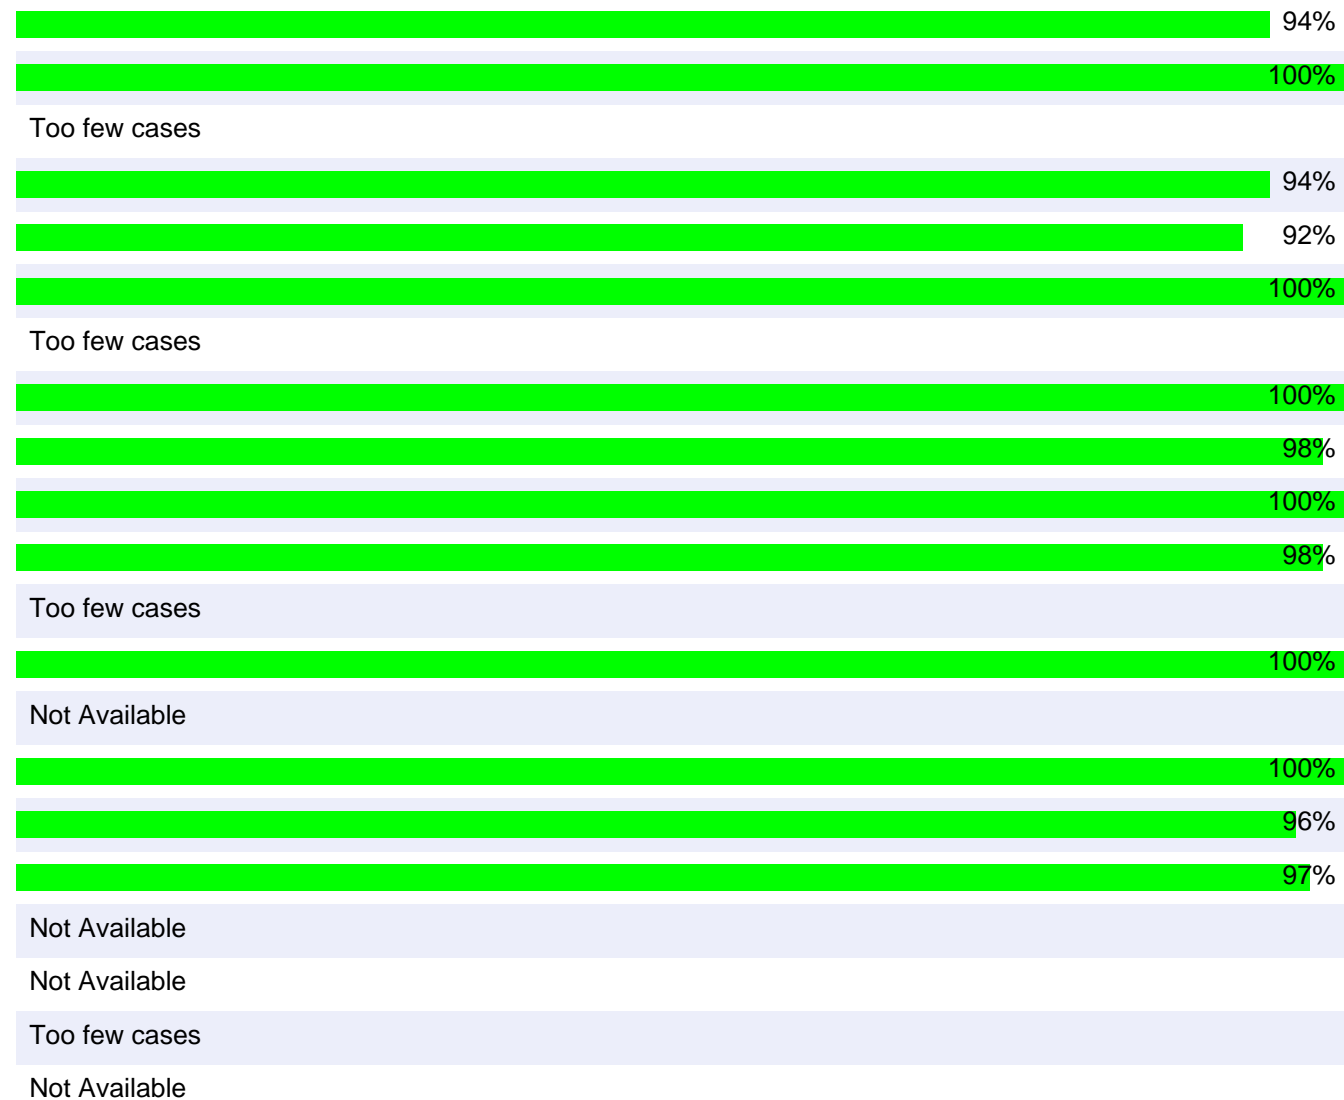 94%
100%
Too few cases
94%
92%
100%
Too few cases
100%
98%
100%
98%
Too few cases
100%
Not Available
100%
96%
97%
Not Available
Not Available
Too few cases
Not Available